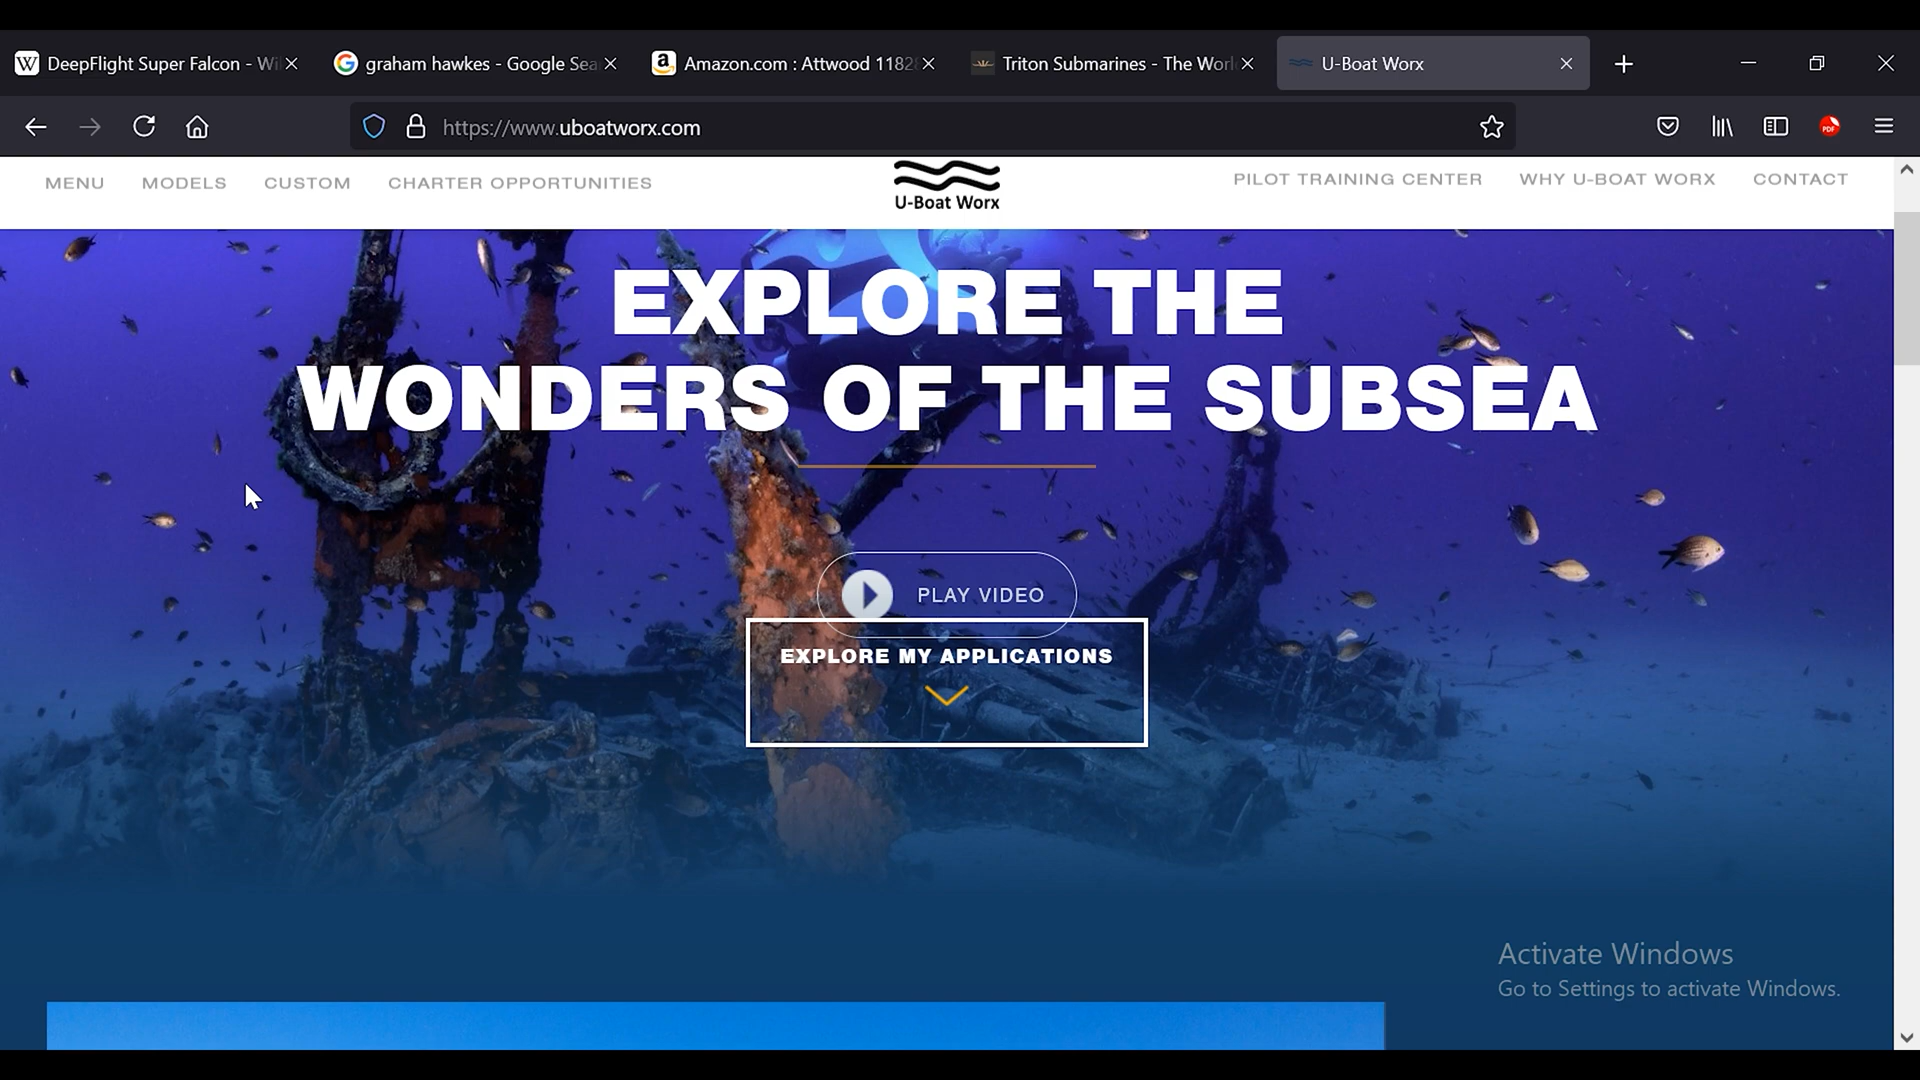 DeepFlight Super Falcon - Wi
graham hawkes - Google Sea
Amazon.com : Attwood 1182
Triton Submarines - The Worl
U-Boat Worx
https://www.uboatworx.com
MENU MODELS CUSTOM CHARTER OPPORTUNITIES
U-Boat Worx
PILOT TRAINING CENTER WHY U-BOAT WORX CONTACT
EXPLORE THE
WONDERS OF THE SUBSEA
PLAY VIDEO
EXPLORE MY APPLICATIONS
Activate Windows
Go to Settings to activate Windows.